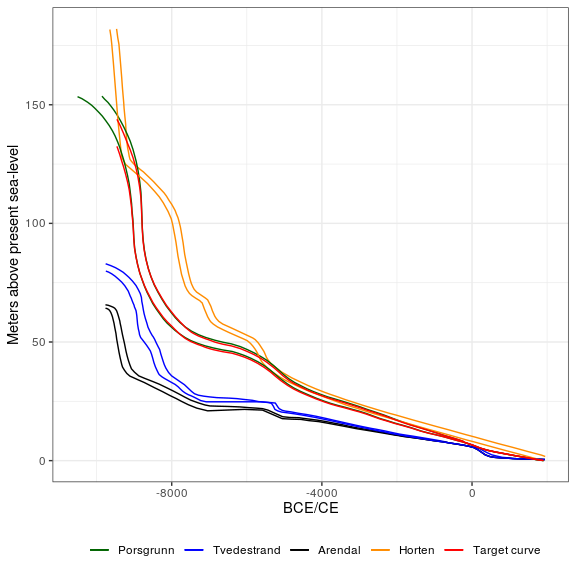 Meters above present sea-level
150
100
50
0
-8000 -4000 0
BCE/CE
Porsgrunn Tvedestrand Arendal Horten Target curve